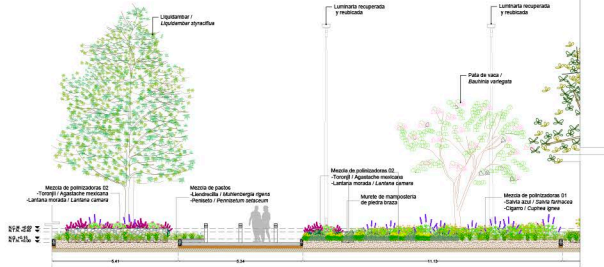 Liquidambar /
Liquidambar styraciflua
Luminaria recuperada
y reubicada
Luminaria recuperada
y reubicada
Pata de vaca /
Bauhinia variegata
Mezcla de polinizadoras 02
-Toronjil / Agastache mexicana
-Lantana morada / Lantana camara
Mezcla de pastos
-Liendrecilla / Muhlenbergia rigens
-Peniseto / Pennisetum setaceum
Mezcla de polinizadoras 02
-Toronjil / Agastache mexicana
-Lantana morada / Lantana camara
Murete de mampostería
de piedra braza
Mezcla de polinizadoras 01
-Salvia azul / Salvia farinacea
-Cigarro / Cuphea ignea
5.41
5.34
11.13